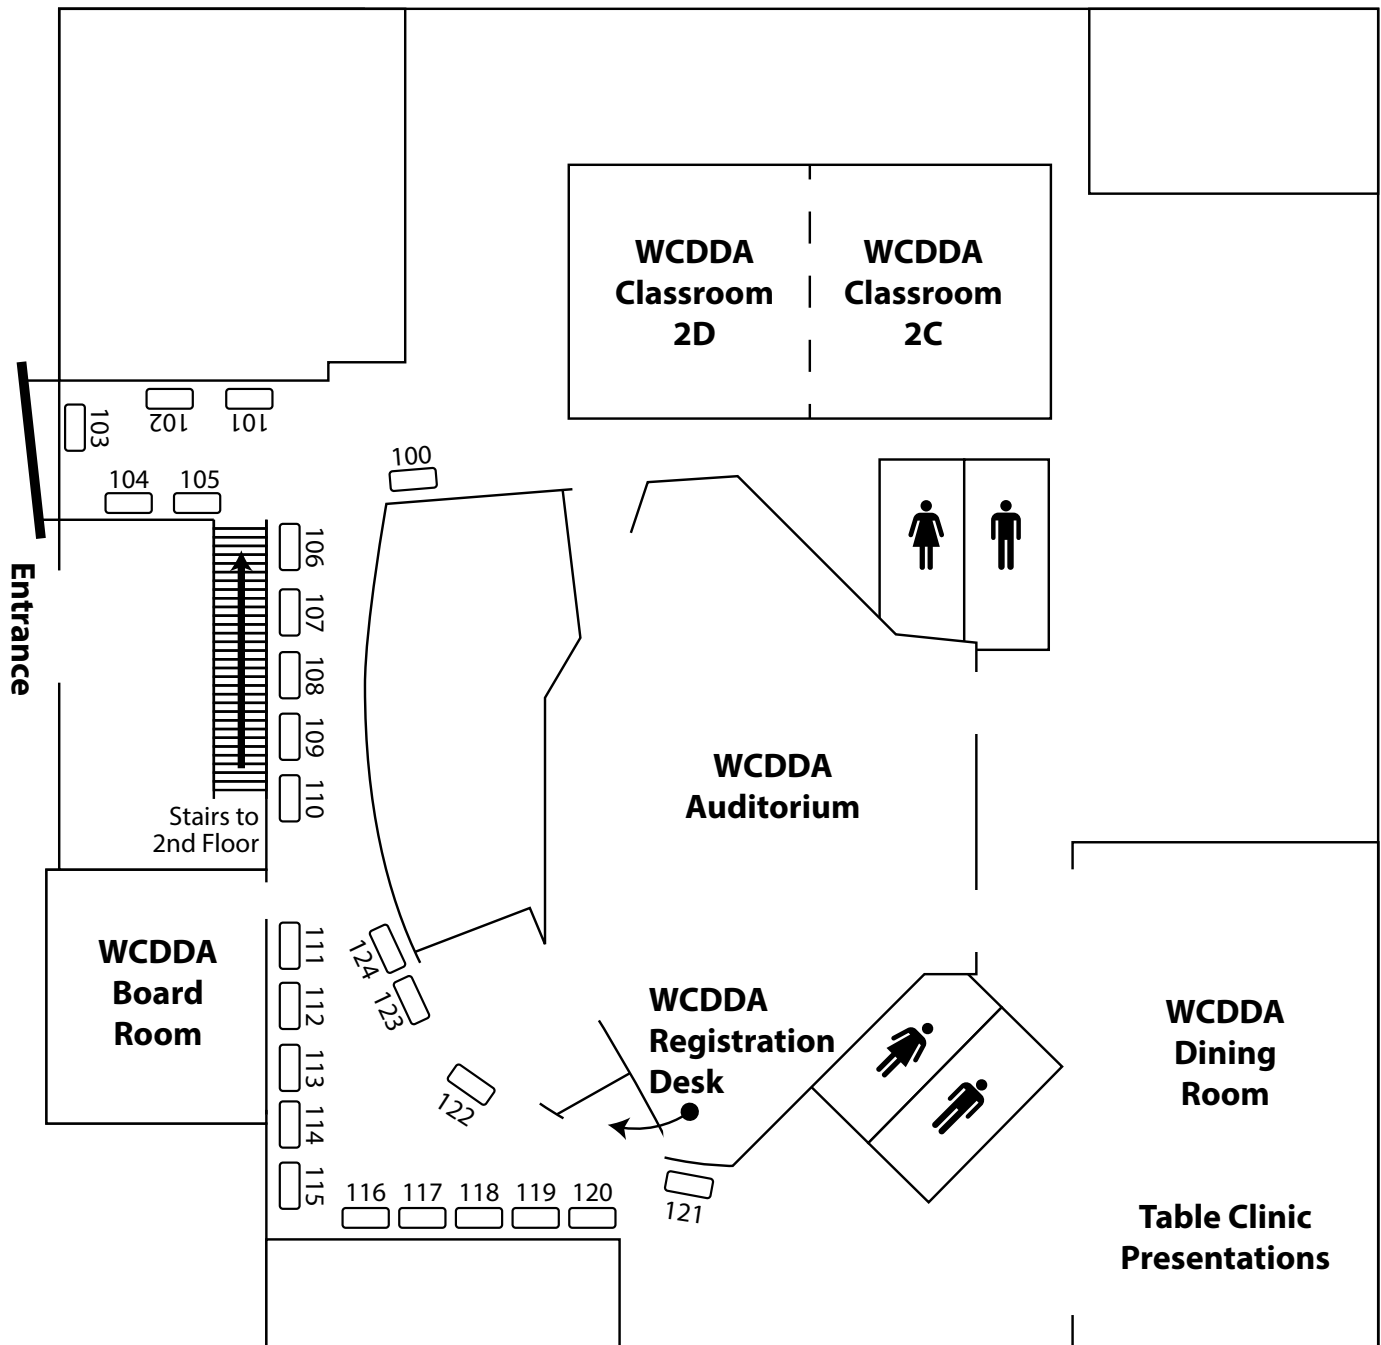 WCDDA
Classroom
2D
WCDDA
Classroom
2C
103
102
101
104
105
100
106
107
108
109
110
Entrance
Stairs to
2nd Floor
WCDDA
Auditorium
WCDDA
Board
Room
111
112
113
114
115
124
123
122
WCDDA
Registration
Desk
WCDDA
Dining
Room
116
117
118
119
120
121
Table Clinic
Presentations